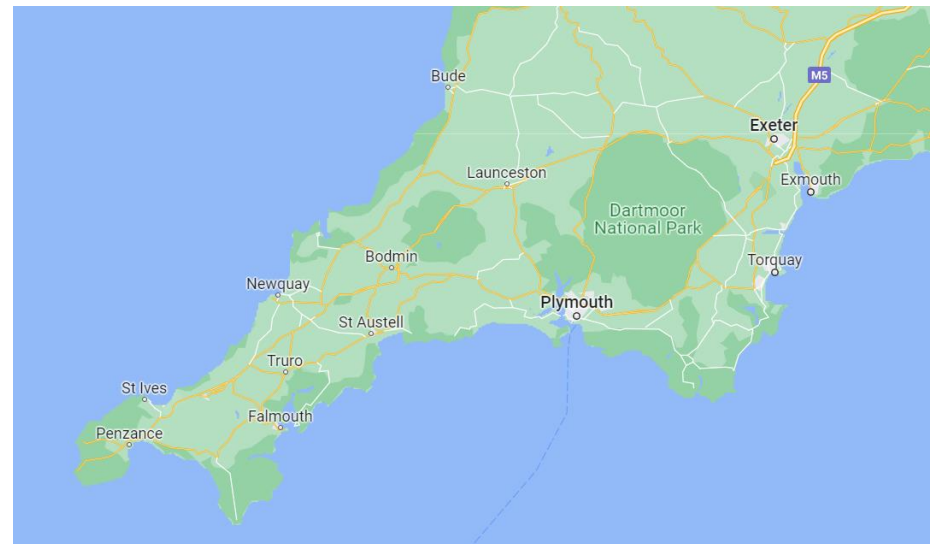 Bude
M5
Exeter
Launceston
Exmouth
Dartmoor
National Park
Bodmin
Torquay
Newquay
Plymouth
St Austell
Truro
St Ives
Falmouth
Penzance